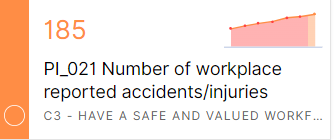 185
PI_021 Number of workplace
reported accidents/injuries
C3 - HAVE A SAFE AND VALUED WORKF...